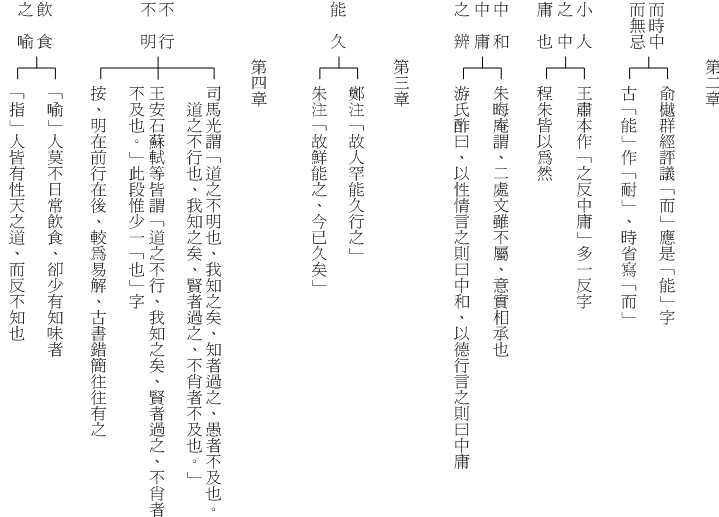 第二章
而時中
而無忌
俞樾群經評議「而」應是「能」字
古「能」作「耐」、時省寫「而」
小人
之中
庸也
王肅本作「之反中庸」多一反字
程朱皆以為然
中和
中庸
之辨
朱晦庵謂、二處文雖不屬、意實相承也
游氏酢曰、以性情言之則曰中和、以德行言之則曰中庸
第三章
能久
鄭注「故人罕能久行之」
朱注「故鮮能之、今已久矣」
第四章
不行
不明
司馬光謂「道之不明也、我知之矣、知者過之、愚者不及也。
道之不行也、我知之矣、賢者過之、不肖者不及也。」
王安石蘇軾等皆謂「道之不行、我知之矣、賢者過之、不肖者
不及也。」此段惟少一「也」字
按、明在前行在後、較為易解、古書錯簡往往有之
飲食
之喻
「喻」人莫不日常飲食、卻少有知味者
「指」人皆有性天之道、而反不知也